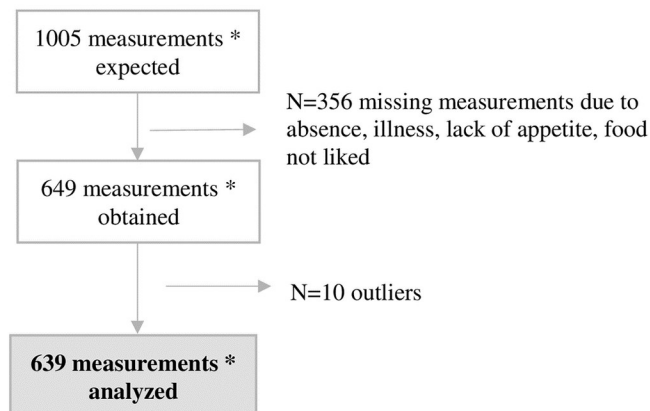 1005 measurements *
expected
N=356 missing measurements due to
absence, illness, lack of appetite, food
not liked
649 measurements *
obtained
N=10 outliers
639 measurements *
analyzed